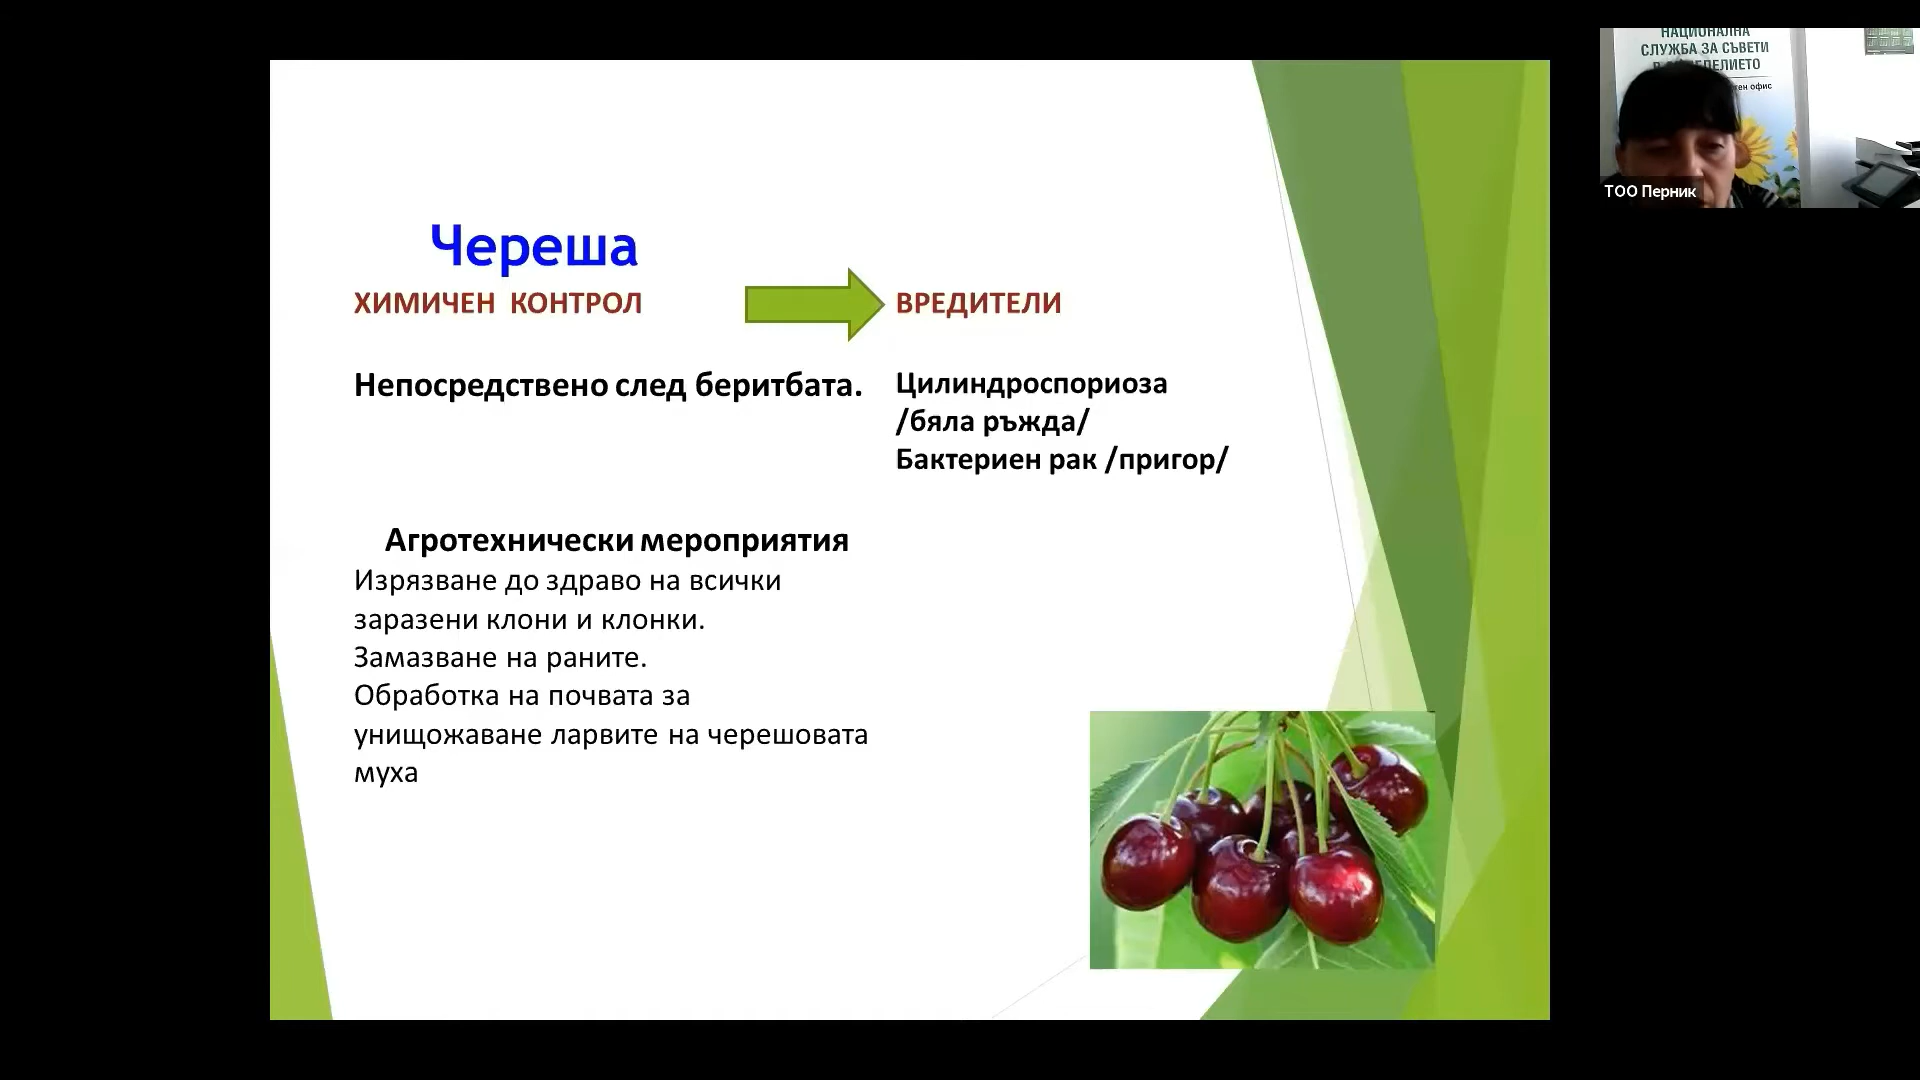 Череша
ХИМИЧЕН КОНТРОЛ
ВРЕДИТЕЛИ
Непосредствено след беритбата.
Цилиндроспориоза
/бяла ръжда/
Бактериен рак /пригор/
Агротехнически мероприятия
Изрязване до здраво на всички
заразени клони и клонки.
Замазване на раните.
Обработка на почвата за
унищожаване ларвите на черешовата
муха
НАЦИОНАЛНА
СЛУЖБА ЗА СЪВЕТИ
офис
ТОО Перник